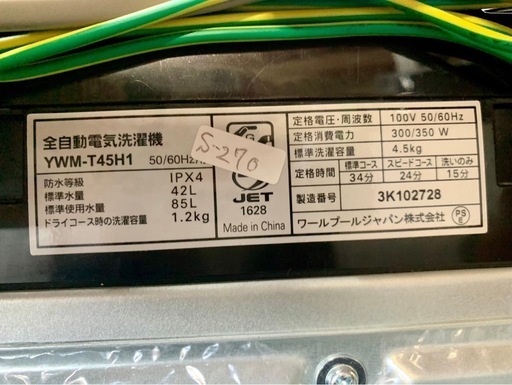 全自動電気洗濯機
YWM-T45H1 50/60Hz
防水等級 IPX4
標準水量 42L
標準使用水量 85L
ドライコース時の洗濯容量 1.2kg
S-270
JET
1628
Made in China
定格電圧・周波数 100V 50/60Hz
定格消費電力 300/350 W
標準洗濯容量 4.5kg
定格時間 標準コース スピードコース 洗いのみ
34分 24分 15分
製造番号 3K102728
ワールプールジャパン株式会社
PS
E